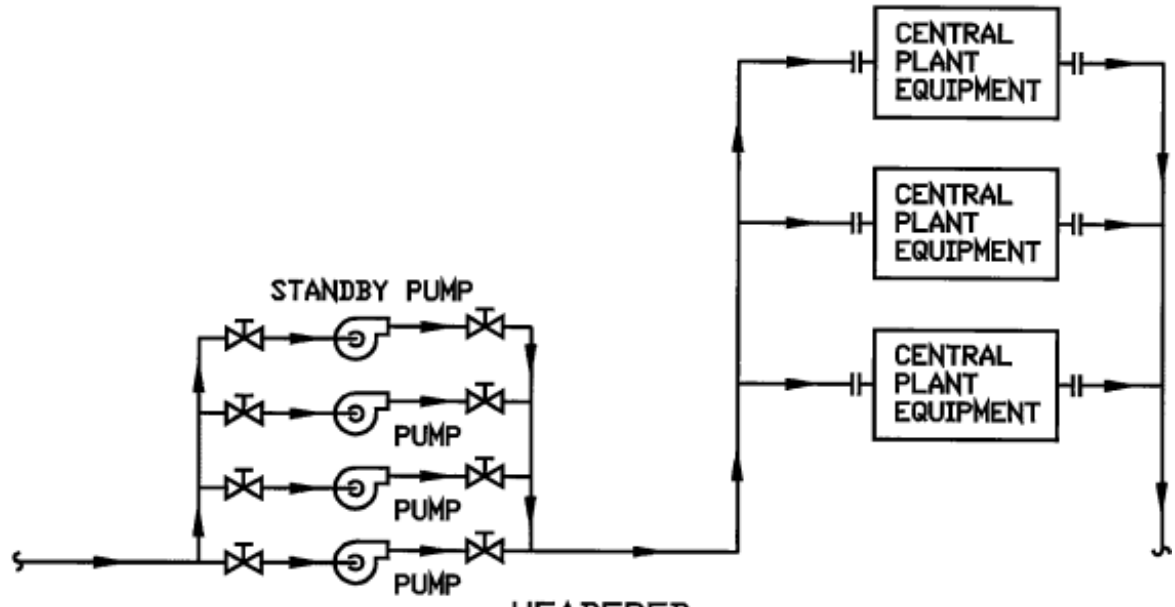 CENTRAL
PLANT
EQUIPMENT
CENTRAL
PLANT
EQUIPMENT
STANDBY PUMP
CENTRAL
PLANT
EQUIPMENT
PUMP
PUMP
PUMP